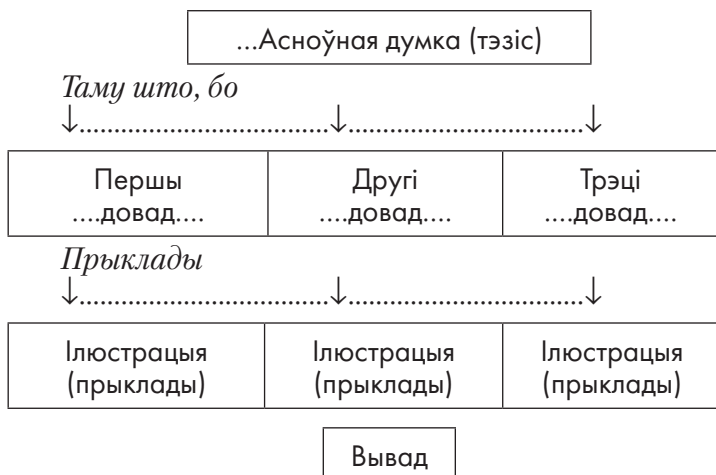 ...Асноўная думка (тэзіс)
Таму што, бо
↓....................................↓..................................↓
Першы Другі Трэці
....довад.... ....довад.... ....довад....
Прыклады
↓....................................↓..................................↓
Ілюстрацыя Ілюстрацыя Ілюстрацыя
(прыклады) (прыклады) (прыклады)
Вывад